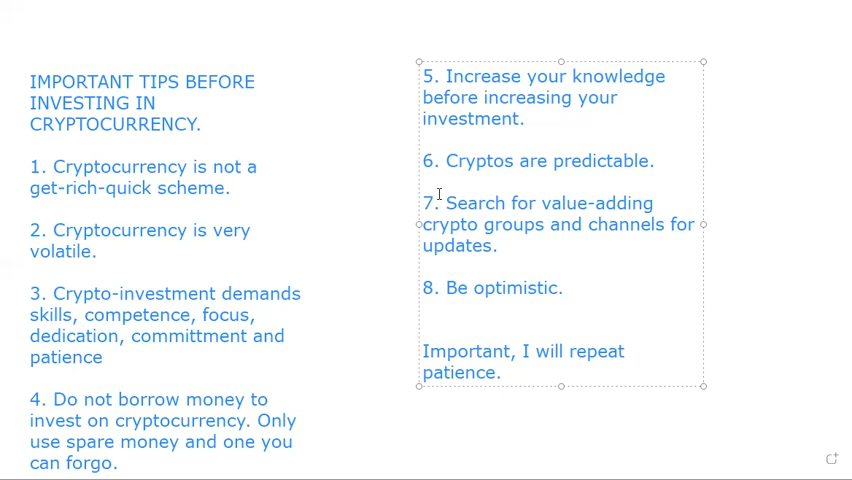 IMPORTANT TIPS BEFORE
INVESTING IN
CRYPTOCURRENCY.
1. Cryptocurrency is not a
get-rich-quick scheme.
2. Cryptocurrency is very
volatile.
3. Crypto-investment demands
skills, competence, focus,
dedication, committment and
patience
4. Do not borrow money to
invest on cryptocurrency. Only
use spare money and one you
can forgo.
5. Increase your knowledge
before increasing your
investment.
6. Cryptos are predictable.
7. Search for value-adding
crypto groups and channels for
updates.
8. Be optimistic.
Important, I will repeat
patience.